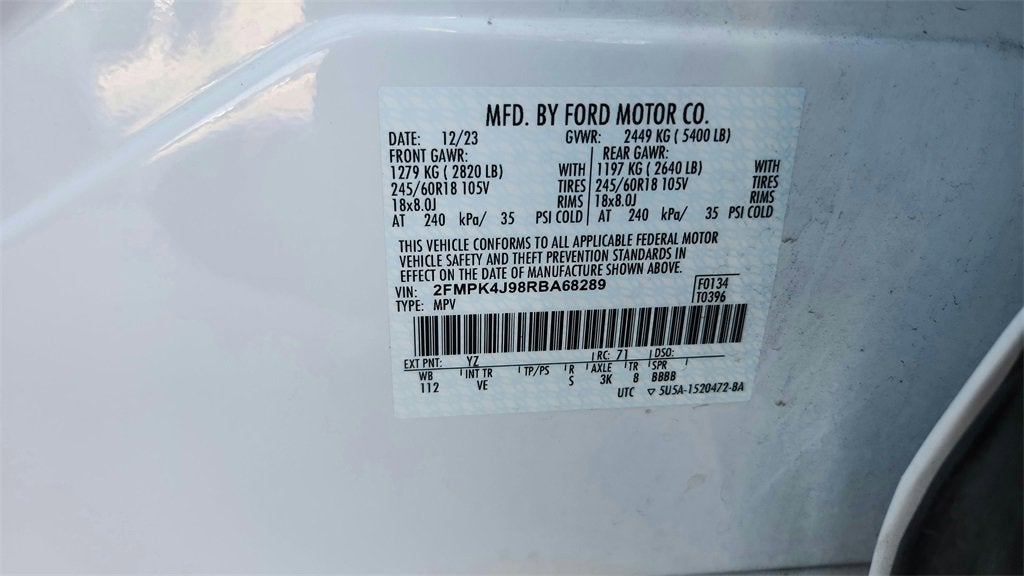 MFD. BY FORD MOTOR CO.
DATE: 12/23 GVWR: 2449 KG ( 5400 LB)
FRONT GAWR: REAR GAWR:
1279 KG ( 2820 LB) WITH 1197 KG ( 2640 LB) WITH
245/60R18 105V TIRES 245/60R18 105V TIRES
18x8.0J RIMS 18x8.0J RIMS
AT 240 kPa/ 35 PSI COLD AT 240 kPa/ 35 PSI COLD
THIS VEHICLE CONFORMS TO ALL APPLICABLE FEDERAL MOTOR
VEHICLE SAFETY AND THEFT PREVENTION STANDARDS IN
EFFECT ON THE DATE OF MANUFACTURE SHOWN ABOVE.
VIN: 2FMPK4J98RBA68289 F0134
TYPE: MPV T0396
EXT PNT: YZ RC: 71 DSO:
WB INT TR TP/PS R AXLE TR SPR
112 VE S 3K 8 BBBB
UTC ▽ 5U5A-1520472-BA